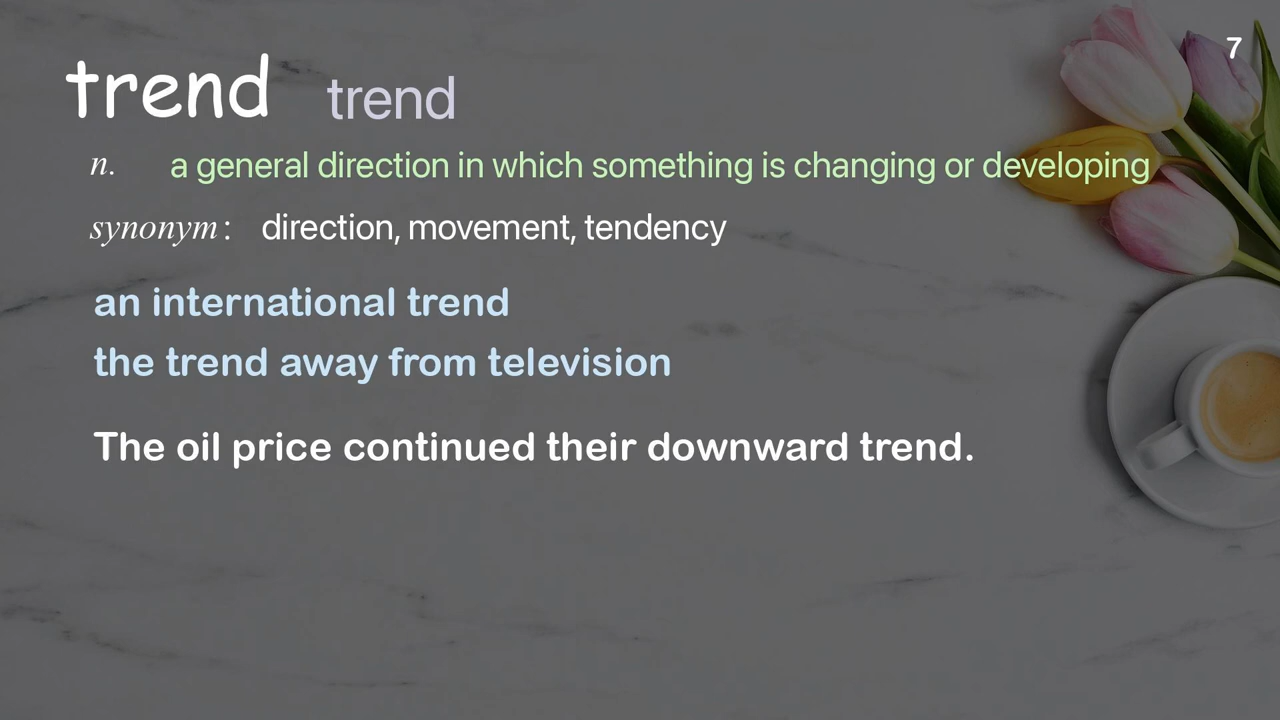 7
trend trend
n. a general direction in which something is changing or developing
synonym: direction, movement, tendency
an international trend
the trend away from television
The oil price continued their downward trend.